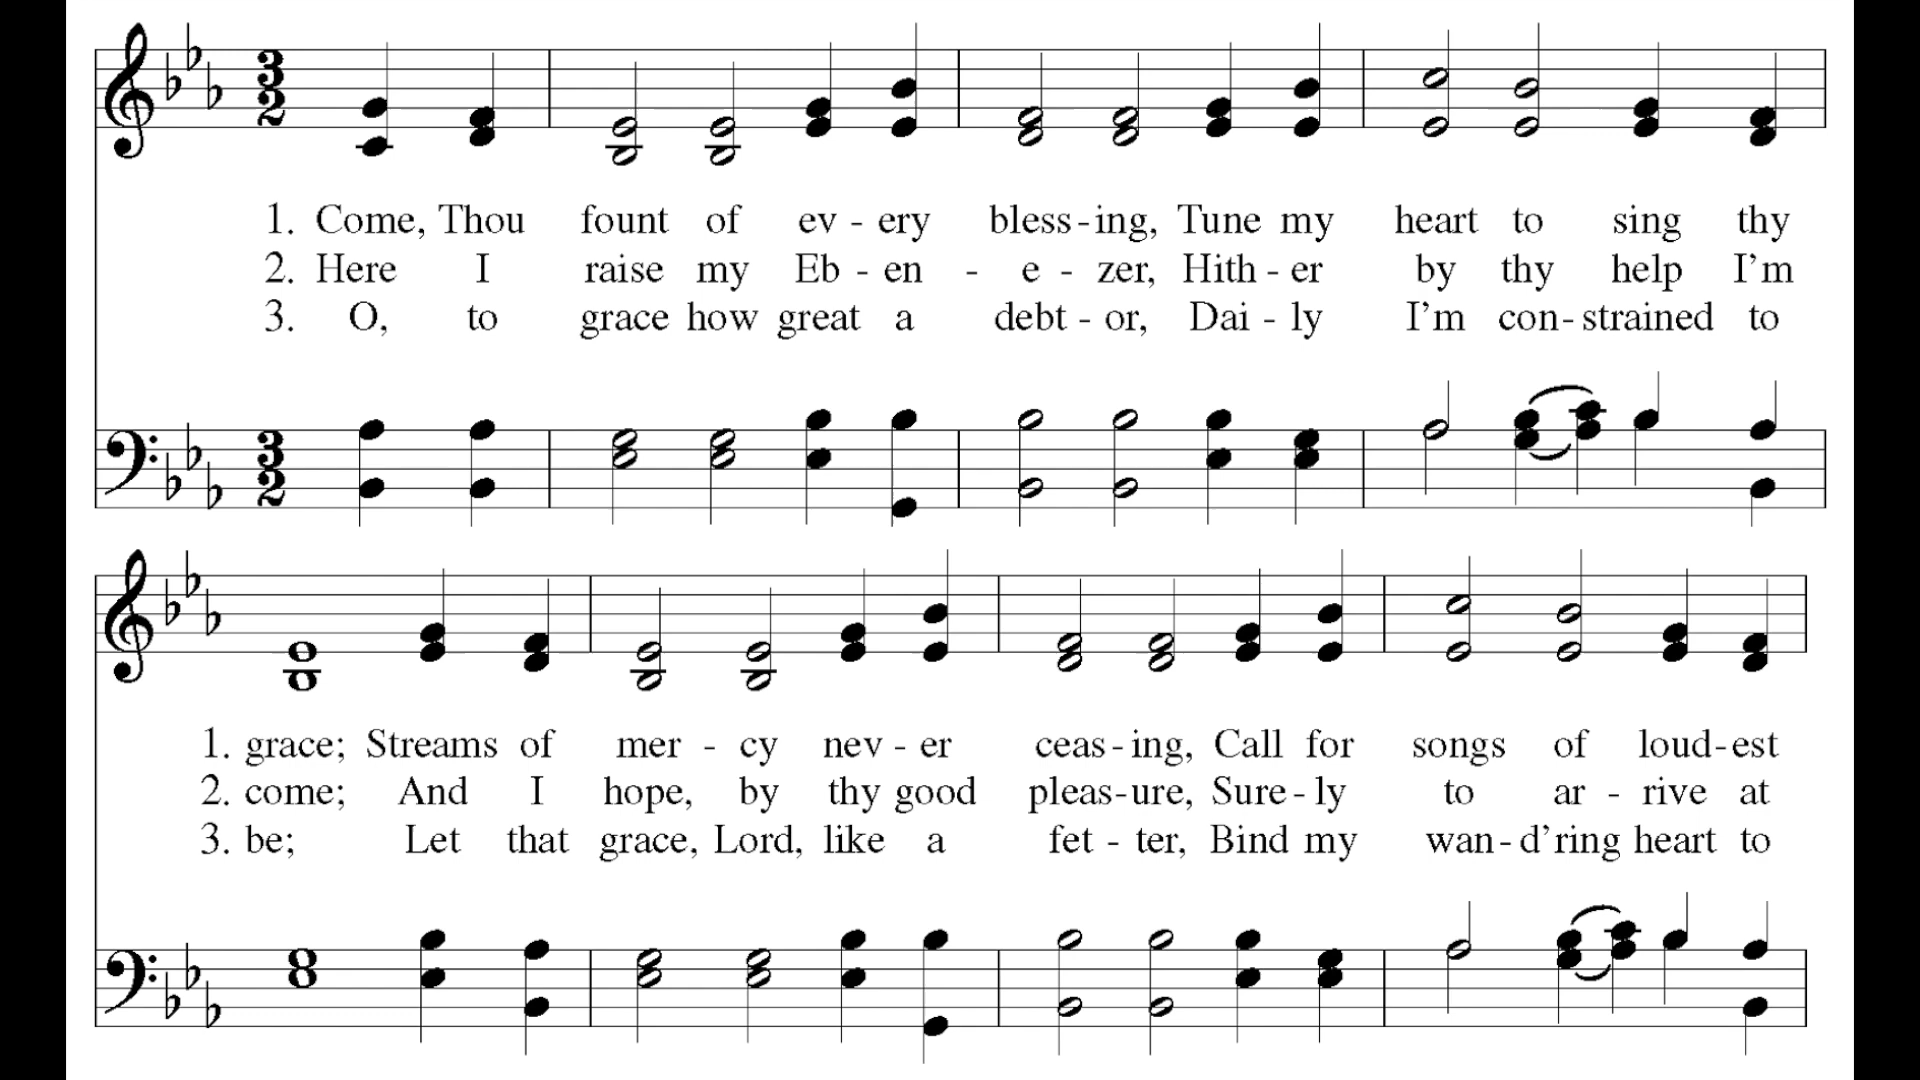 3
2
1. Come, Thou fount of ev - ery bless - ing, Tune my heart to sing thy
2. Here I raise my Eb - en - e - zer, Hith - er by thy help I'm
3. O, to grace how great a debt - or, Dai - ly I'm con - strained to
3
2
1. grace; Streams of mer - cy nev - er ceas - ing, Call for songs of loud - est
2. come; And I hope, by thy good pleas - ure, Sure - ly to ar - rive at
3. be; Let that grace, Lord, like a fet - ter, Bind my wan - d'ring heart to